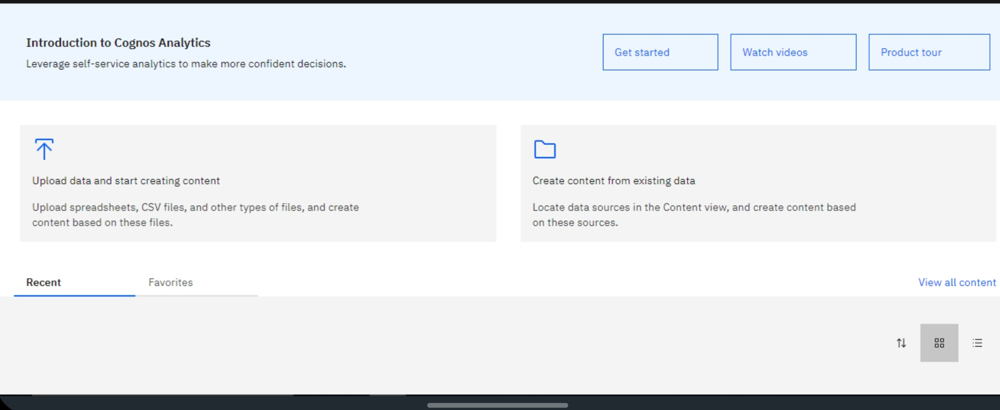 Introduction to Cognos Analytics
Leverage self-service analytics to make more confident decisions.
Get started
Watch videos
Product tour
Upload data and start creating content
Upload spreadsheets, CSV files, and other types of files, and create
content based on these files.
Create content from existing data
Locate data sources in the Content view, and create content based
on these sources.
Recent
Favorites
View all content